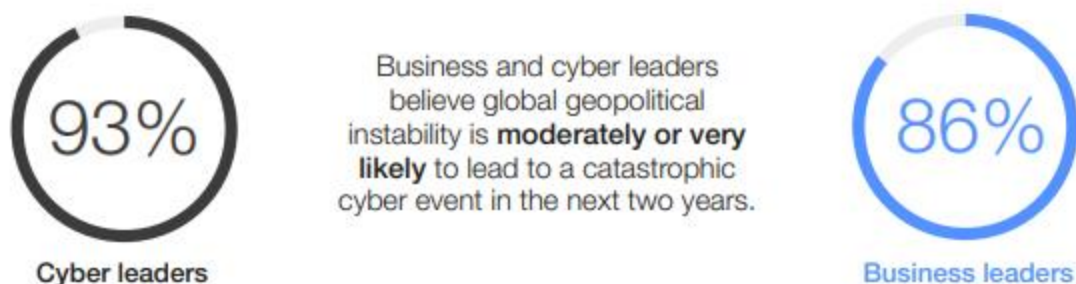 93%
Cyber leaders
Business and cyber leaders
believe global geopolitical
instability is moderately or very
likely to lead to a catastrophic
cyber event in the next two years.
86%
Business leaders